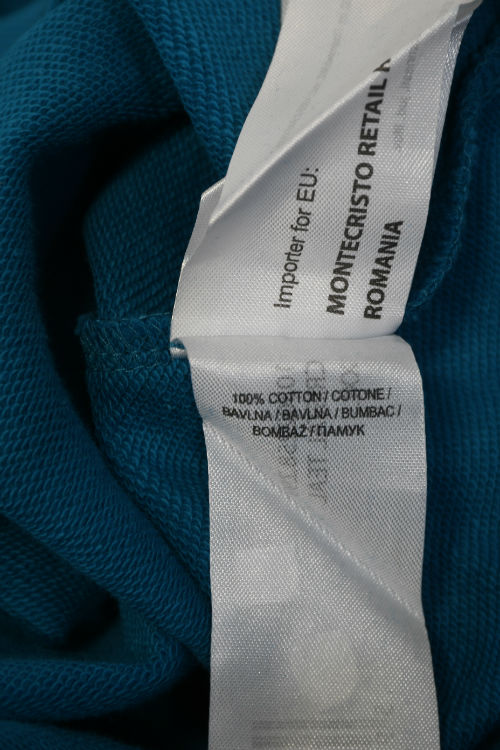 Importer for EU:
MONTECRISTO RETAIL
ROMANIA
100% COTTON / COTONE /
BAVLNA / BAVLNA / BUMBAC /
BOMBAŽ / ПАМУК